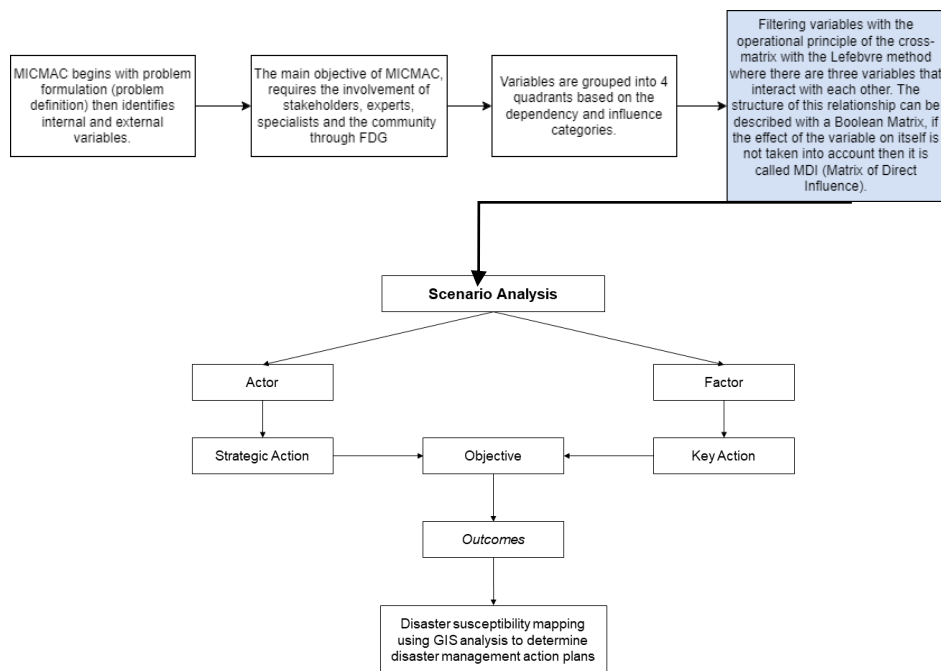 MICMAC begins with problem
formulation (problem
definition) then identifies
internal and external
variables.
The main objective of MICMAC,
requires the involvement of
stakeholders, experts,
specialists and the community
through FDG
Variables are grouped into 4
quadrants based on the
dependency and influence
categories.
Filtering variables with the
operational principle of the cross-
matrix with the Lefebvre method
where there are three variables that
interact with each other. The
structure of this relationship can be
described with a Boolean Matrix, if
the effect of the variable on itself is
not taken into account then it is
called MDI (Matrix of Direct
Influence).
Scenario Analysis
Actor
Factor
Strategic Action
Objective
Key Action
Outcomes
Disaster susceptibility mapping
using GIS analysis to determine
disaster management action plans